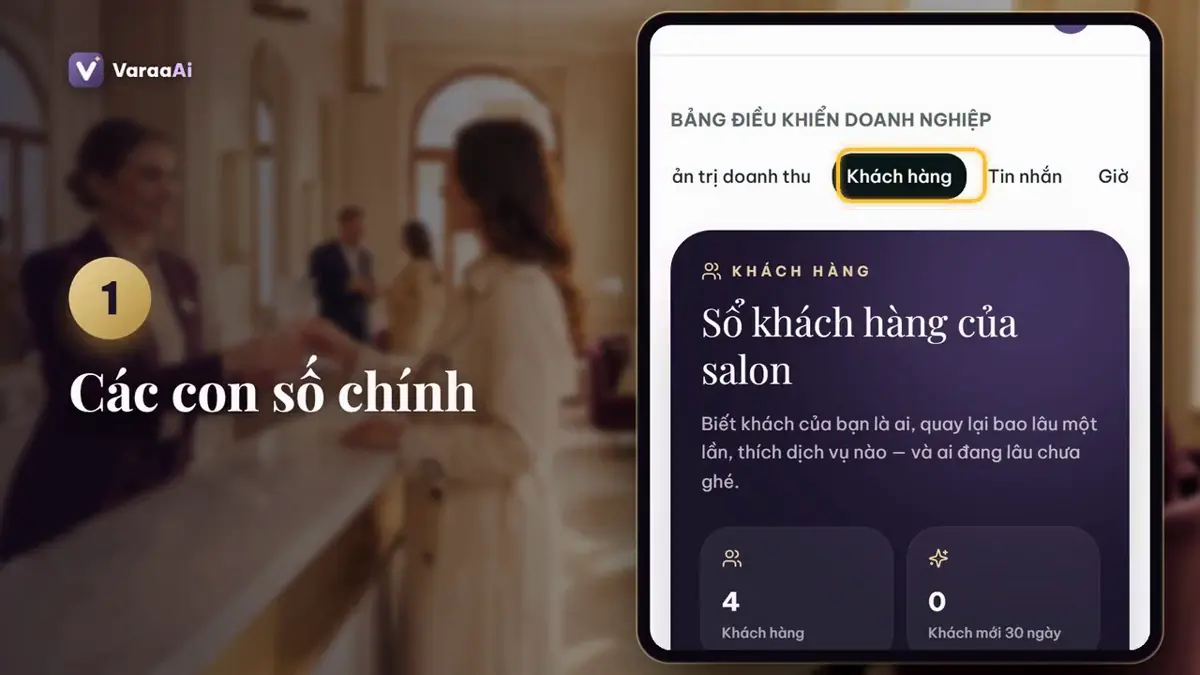 VaraaAi
1
Các con số chính
BẢNG ĐIỀU KHIỂN DOANH NGHIỆP
ản trị doanh thu
Khách hàng
Tin nhắn
Giờ
KHÁCH HÀNG
Sổ khách hàng của
salon
Biết khách của bạn là ai, quay lại bao lâu một
lần, thích dịch vụ nào — và ai đang lâu chưa
ghé.
4
Khách hàng
0
Khách mới 30 ngày